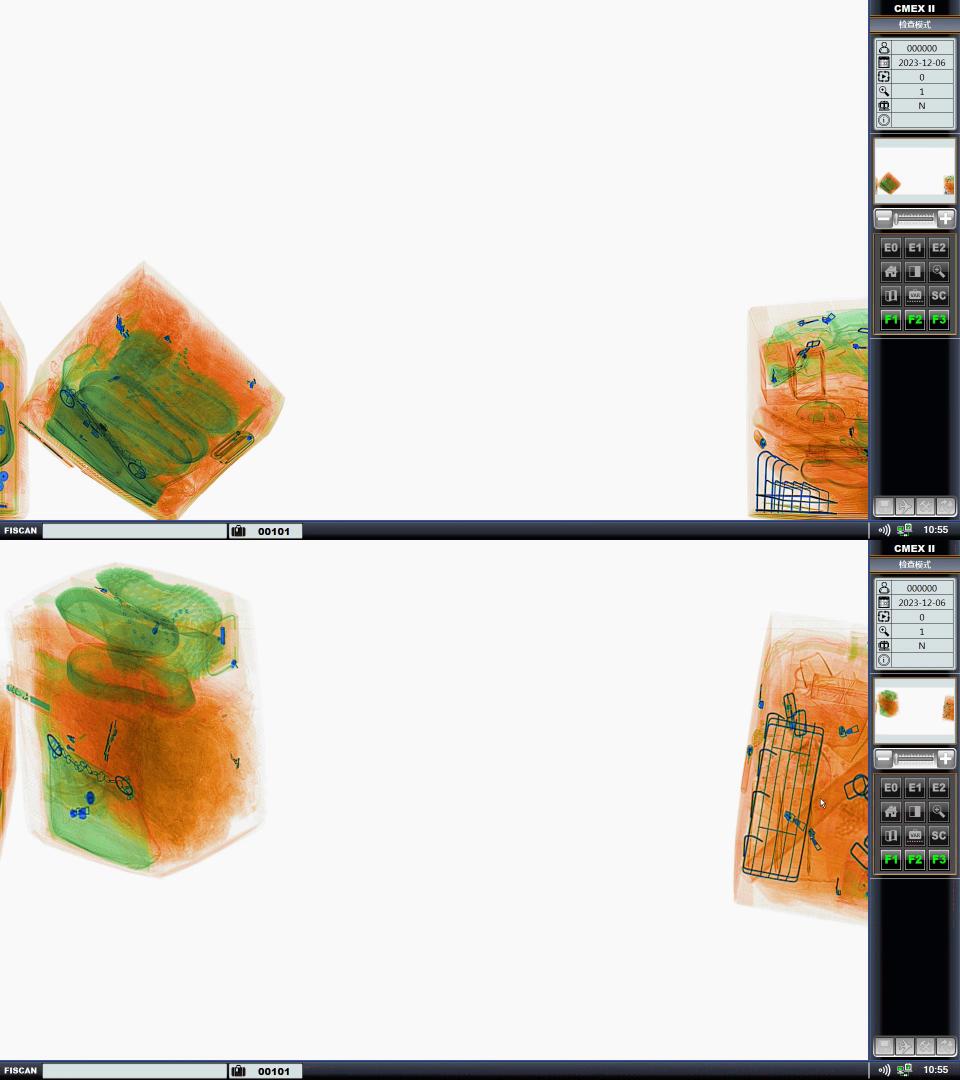 CMEX II
检查模式
000000
2023-12-06
0
1
N
E0 E1 E2
VAR SC
F1 F2 F3
FISCAN 00101 10:55
CMEX II
检查模式
000000
2023-12-06
0
1
N
E0 E1 E2
VAR SC
F1 F2 F3
FISCAN 00101 10:55